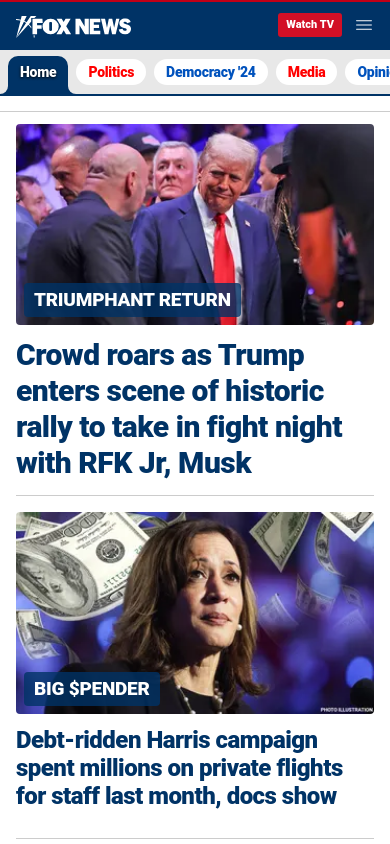 FOX NEWS
Watch TV
Home
Politics
Democracy '24
Media
Opini
TRIUMPHANT RETURN
Crowd roars as Trump
enters scene of historic
rally to take in fight night
with RFK Jr, Musk
PHOTO ILLUSTRATION
BIG $PENDER
Debt-ridden Harris campaign
spent millions on private flights
for staff last month, docs show